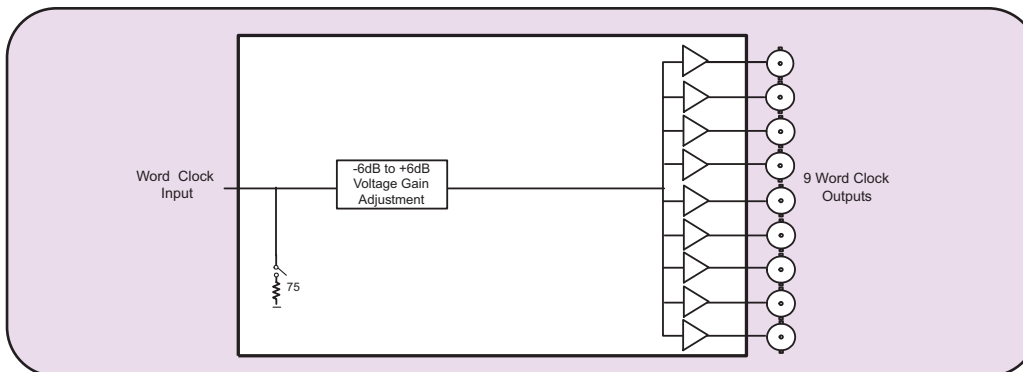 Word Clock
Input
-6dB to +6dB
Voltage Gain
Adjustment
75
9 Word Clock
Outputs